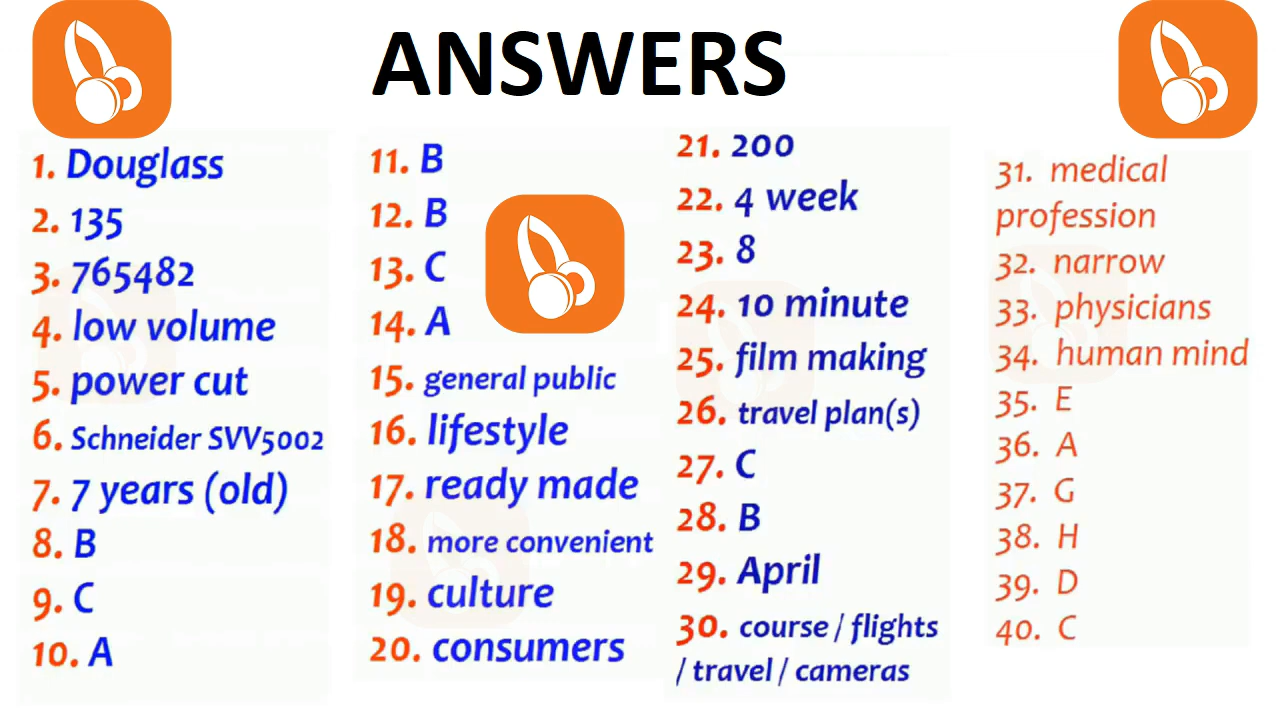 ANSWERS
1. Douglass
2. 135
3. 765482
4. low volume
5. power cut
6. Schneider SVV5002
7. 7 years (old)
8. B
9. C
10. A
11. B
12. B
13. C
14. A
15. general public
16. lifestyle
17. ready made
18. more convenient
19. culture
20. consumers
21. 200
22. 4 week
23. 8
24. 10 minute
25. film making
26. travel plan(s)
27. C
28. B
29. April
30. course / flights
/ travel / cameras
31. medical
profession
32. narrow
33. physicians
34. human mind
35. E
36. A
37. G
38. H
39. D
40. C